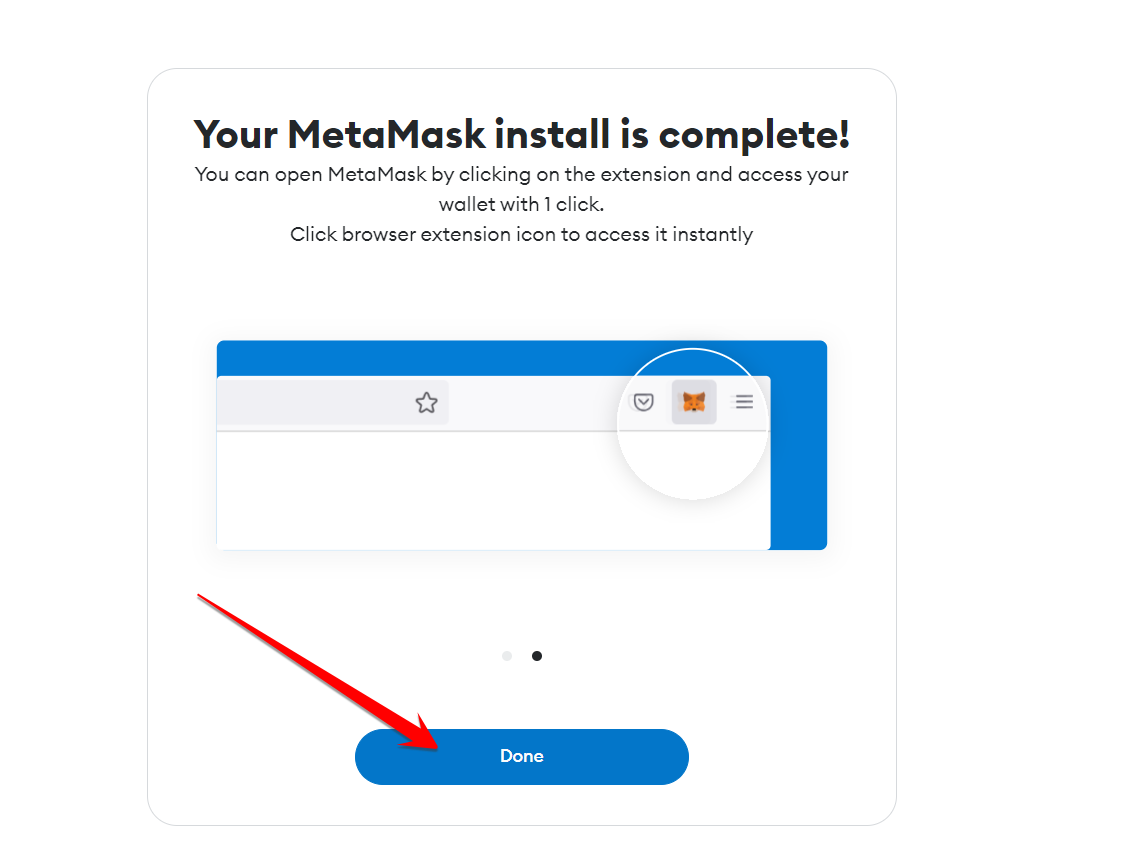 Your MetaMask install is complete!
You can open MetaMask by clicking on the extension and access your
wallet with 1 click.
Click browser extension icon to access it instantly
Done